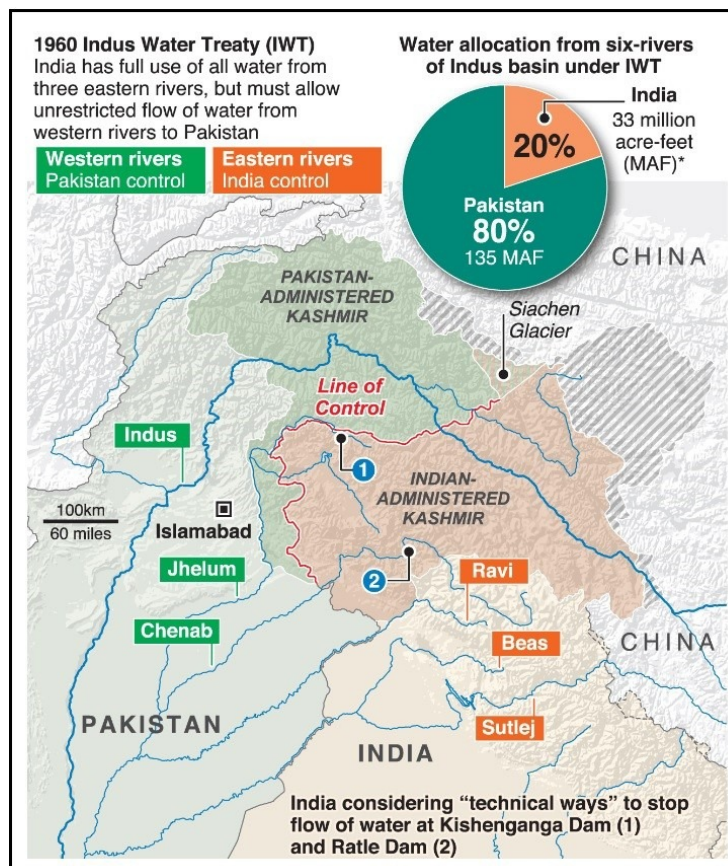 1960 Indus Water Treaty (IWT)
India has full use of all water from
three eastern rivers, but must allow
unrestricted flow of water from
western rivers to Pakistan
Western rivers
Pakistan control
Eastern rivers
India control
Water allocation from six-rivers
of Indus basin under IWT
India
33 million
acre-feet
(MAF)*
20%
Pakistan
80%
135 MAF
CHINA
PAKISTAN-
ADMINISTERED
KASHMIR
Siachen
Glacier
Line of
Control
Indus
1
INDIAN-
ADMINISTERED
KASHMIR
100km
60 miles
Islamabad
Jhelum
2
Ravi
Chenab
Beas
CHINA
PAKISTAN
Sutlej
INDIA
India considering “technical ways” to stop
flow of water at Kishenganga Dam (1)
and Ratle Dam (2)